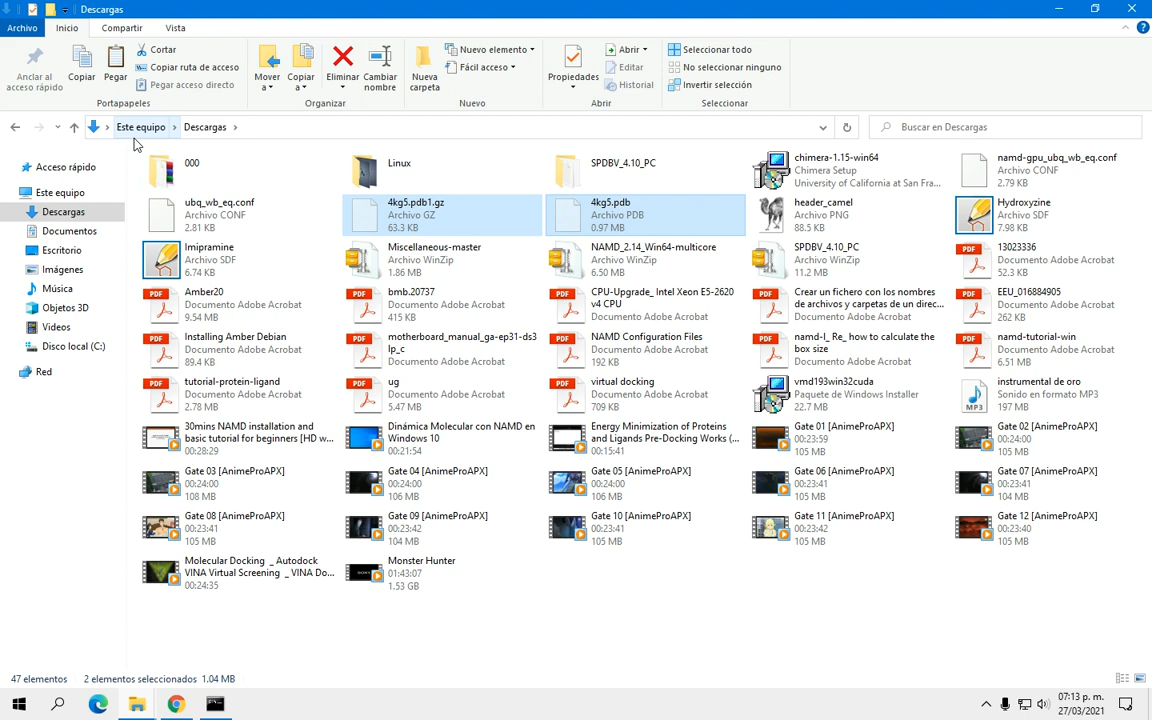 Descargas
Archivo
Inicio
Compartir
Vista
Anclar al
acceso rápido
Copiar
Pegar
Cortar
Copiar ruta de acceso
Pegar acceso directo
Portapapeles
Mover
a
Copiar
a
Eliminar
Cambiar
nombre
Organizar
Nueva
carpeta
Nuevo elemento
Fácil acceso
Nuevo
Propiedades
Abrir
Editar
Historial
Abrir
Seleccionar todo
No seleccionar ninguno
Invertir selección
Seleccionar
Este equipo
Descargas
Buscar en Descargas
Acceso rápido
Este equipo
Descargas
Documentos
Escritorio
Imágenes
Música
Objetos 3D
Videos
Disco local (C:)
Red
000
Linux
SPDBV_4.10_PC
chimera-1.15-win64
Chimera Setup
University of California at San Fra...
namd-gpu_ubq_wb_eq.conf
Archivo CONF
2.79 KB
ubq_wb_eq.conf
Archivo CONF
2.81 KB
4kg5.pdb1.gz
Archivo GZ
63.3 KB
4kg5.pdb
Archivo PDB
0.97 MB
header_camel
Archivo PNG
88.5 KB
Hydroxyzine
Archivo SDF
7.98 KB
Imipramine
Archivo SDF
6.74 KB
Miscellaneous-master
Archivo WinZip
1.86 MB
NAMD_2.14_Win64-multicore
Archivo WinZip
6.50 MB
SPDBV_4.10_PC
Archivo WinZip
11.2 MB
13023336
Documento Adobe Acrobat
52.3 KB
Amber20
Documento Adobe Acrobat
9.54 MB
bmb.20737
Documento Adobe Acrobat
415 KB
CPU-Upgrade_ Intel Xeon E5-2620
v4 CPU
Documento Adobe Acrobat
Crear un fichero con los nombres
de archivos y carpetas de un direc...
Documento Adobe Acrobat
EEU_016884905
Documento Adobe Acrobat
262 KB
Installing Amber Debian
Documento Adobe Acrobat
89.4 KB
motherboard_manual_ga-ep31-ds3
lp_c
Documento Adobe Acrobat
NAMD Configuration Files
Documento Adobe Acrobat
192 KB
namd-l_ Re_ how to calculate the
box size
Documento Adobe Acrobat
namd-tutorial-win
Documento Adobe Acrobat
6.51 MB
tutorial-protein-ligand
Documento Adobe Acrobat
2.78 MB
ug
Documento Adobe Acrobat
5.47 MB
virtual docking
Documento Adobe Acrobat
709 KB
vmd193win32cuda
Paquete de Windows Installer
22.7 MB
instrumental de oro
Sonido en formato MP3
197 MB
30mins NAMD installation and
basic tutorial for beginners [HD w...
00:28:29
Dinámica Molecular con NAMD en
Windows 10
00:21:54
Energy Minimization of Proteins
and Ligands Pre-Docking Works (...
00:15:41
Gate 01 [AnimeProAPX]
00:23:59
105 MB
Gate 02 [AnimeProAPX]
00:24:00
105 MB
Gate 03 [AnimeProAPX]
00:24:00
108 MB
Gate 04 [AnimeProAPX]
00:24:00
106 MB
Gate 05 [AnimeProAPX]
00:24:00
106 MB
Gate 06 [AnimeProAPX]
00:23:41
105 MB
Gate 07 [AnimeProAPX]
00:23:41
104 MB
Gate 08 [AnimeProAPX]
00:23:41
105 MB
Gate 09 [AnimeProAPX]
00:23:42
104 MB
Gate 10 [AnimeProAPX]
00:23:41
105 MB
Gate 11 [AnimeProAPX]
00:23:42
105 MB
Gate 12 [AnimeProAPX]
00:23:40
105 MB
Molecular Docking _ Autodock
VINA Virtual Screening _ VINA Do...
00:24:35
Monster Hunter
01:43:07
1.53 GB
47 elementos
2 elementos seleccionados 1.04 MB
07:13 p. m.
27/03/2021